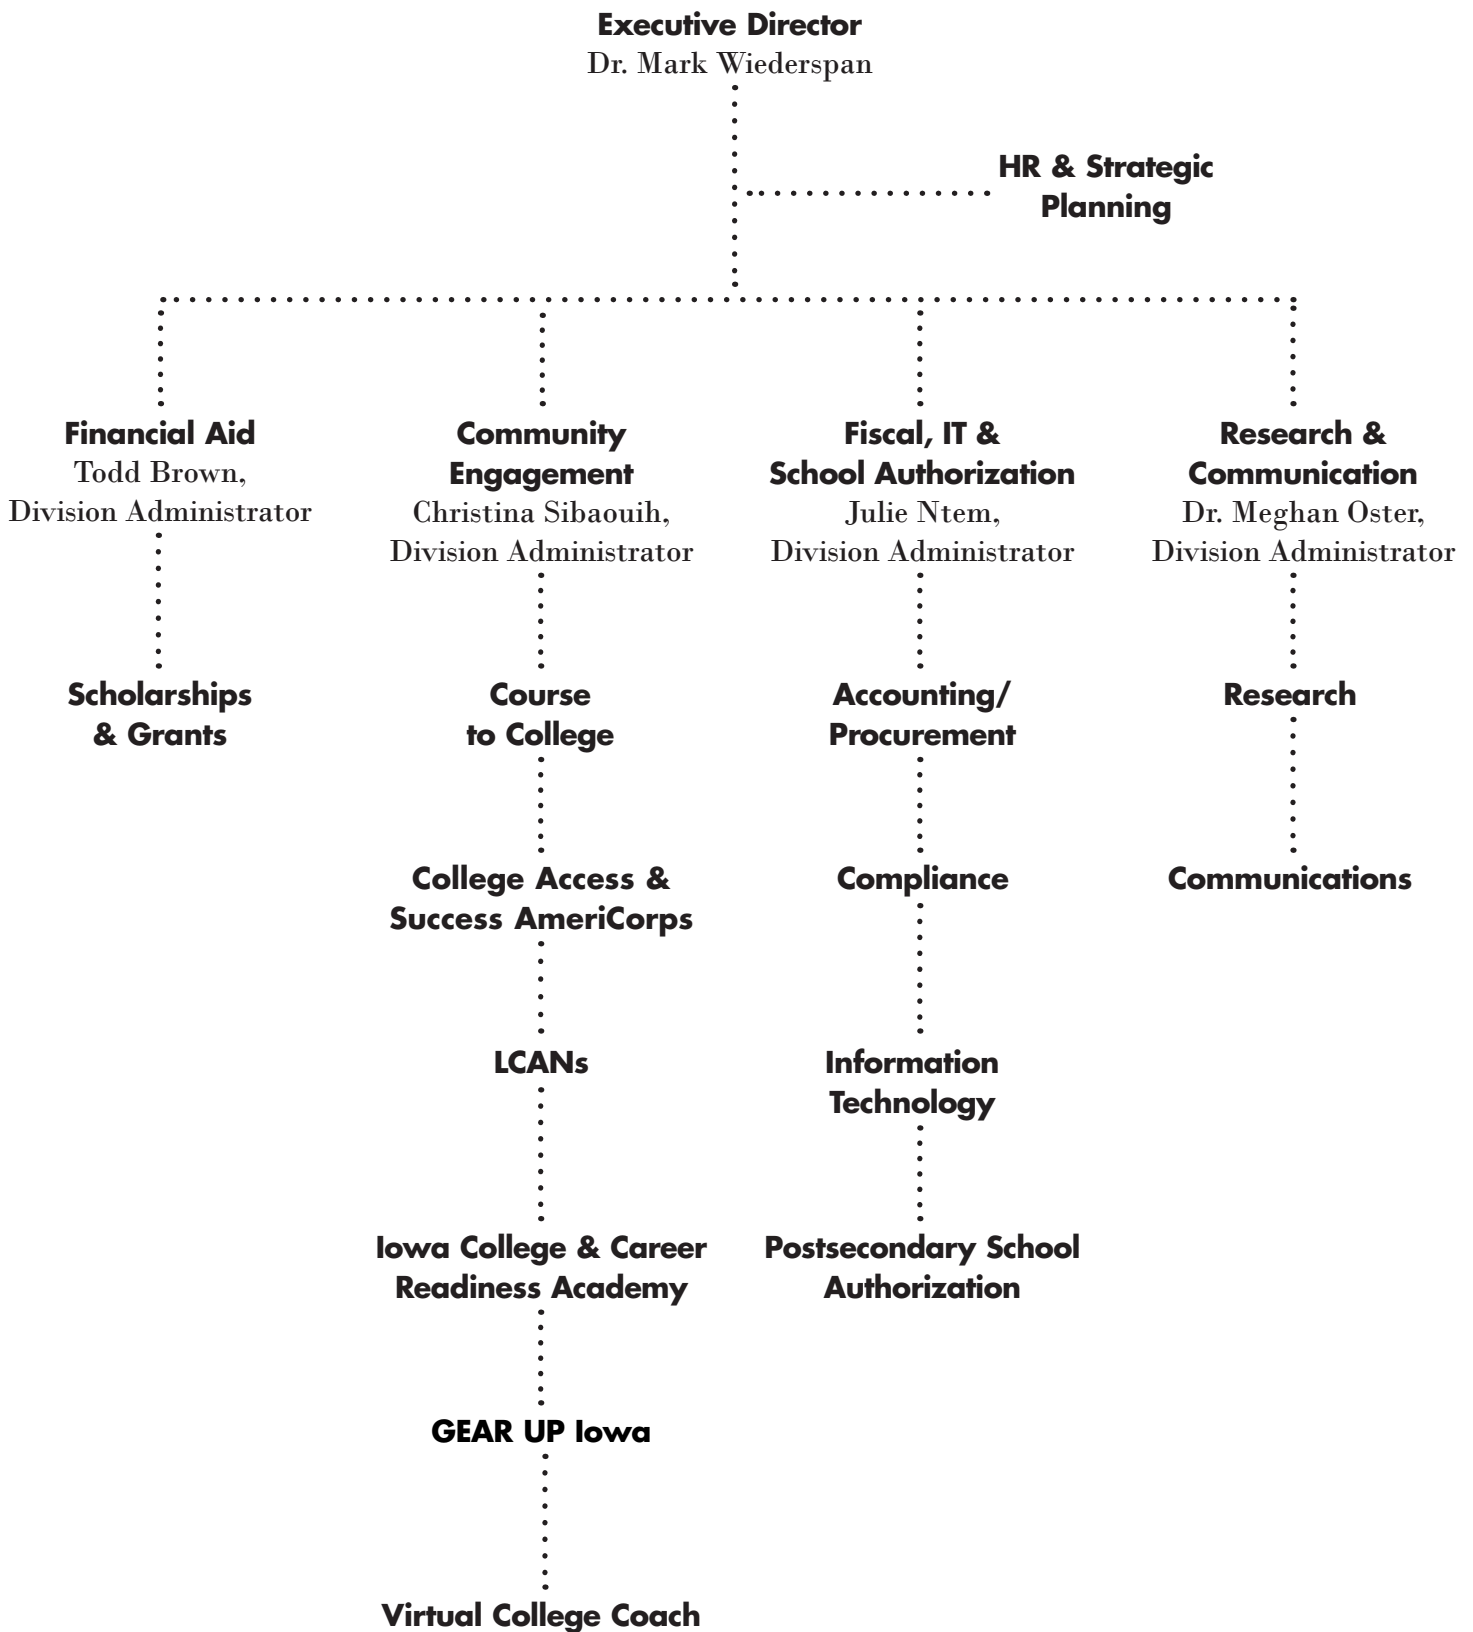 Executive Director
Dr. Mark Wiederspan
HR & Strategic
Planning
Financial Aid
Todd Brown,
Division Administrator
Community
Engagement
Christina Sibaouih,
Division Administrator
Fiscal, IT &
School Authorization
Julie Ntem,
Division Administrator
Research &
Communication
Dr. Meghan Oster,
Division Administrator
Scholarships
& Grants
Course
to College
Accounting/
Procurement
Research
College Access &
Success AmeriCorps
Compliance
Communications
LCANs
Information
Technology
Iowa College & Career
Readiness Academy
Postsecondary School
Authorization
GEAR UP Iowa
Virtual College Coach